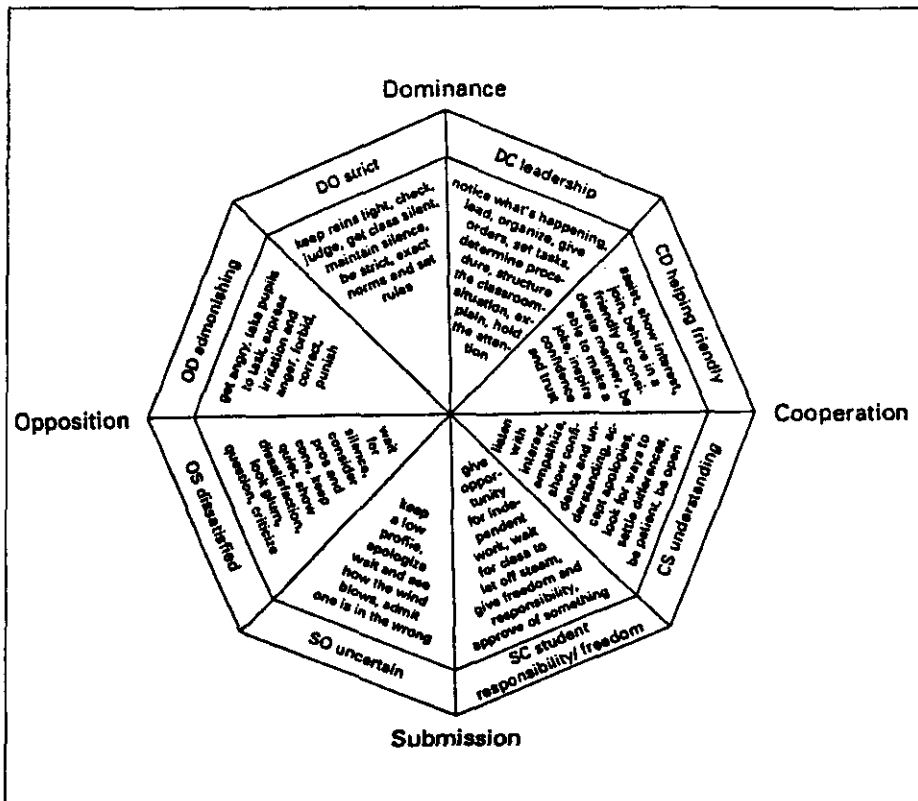 Dominance
DO strict
keep reins light, check,
judge, get class silent,
maintain silence,
be strict, exact
norms and set
rules
DC leadership
notice what's happening,
lead, organize, give
orders, set tasks,
determine proce-
dure, structure
the classroom-
situation, ex-
plain, hold
the atten-
tion
CD helping friendly
assist, show interest,
join, behave in a
friendly or consi-
derate manner, be
able to make a
joke, inspire
confidence
and trust
OD admonishing
get angry, take pupils
to task, express
irritation and
anger, forbid,
correct,
punish
Opposition
Cooperation
OS dissatisfied
wait
for
silence,
consider
pros and
cons, keep
quiet, show
dissatisfaction,
look glum,
question, criticize
CS understanding
listen
with
interest,
empathize,
show confi-
dence and un-
derstanding, ac-
cept apologies,
look for ways to
settle differences,
be patient, be open
SO uncertain
keep
a low
profile,
apologize
wait and see
how the wind
blows, admit
one is in the wrong
give
oppor-
tunity
for inde-
pendent
work, wait
for class to
let off steam,
give freedom and
responsibility,
approve of something
SC student
responsibility/ freedom
Submission